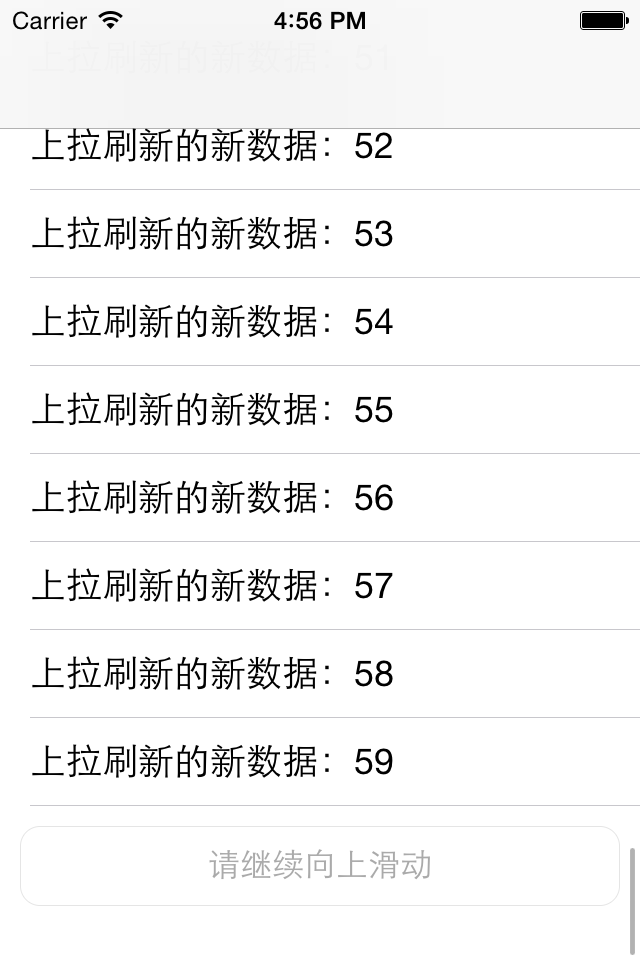 Carrier 4:56 PM
上拉刷新的新数据：51
上拉刷新的新数据：52
上拉刷新的新数据：53
上拉刷新的新数据：54
上拉刷新的新数据：55
上拉刷新的新数据：56
上拉刷新的新数据：57
上拉刷新的新数据：58
上拉刷新的新数据：59
请继续向上滑动